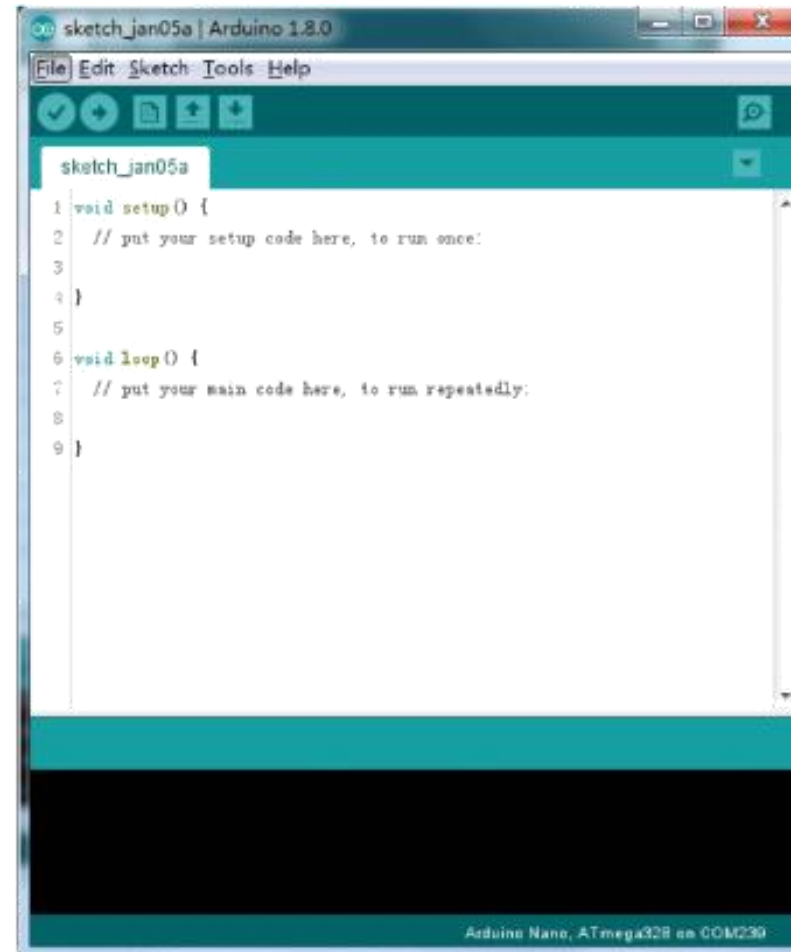 sketch_jan05a | Arduino 1.8.0
File Edit Sketch Tools Help
sketch_jan05a
1 void setup() {
2 // put your setup code here, to run once:
3
4 }
5
6 void loop() {
7 // put your main code here, to run repeatedly:
8
9 }
Arduino Nano, ATmega328 on COM239